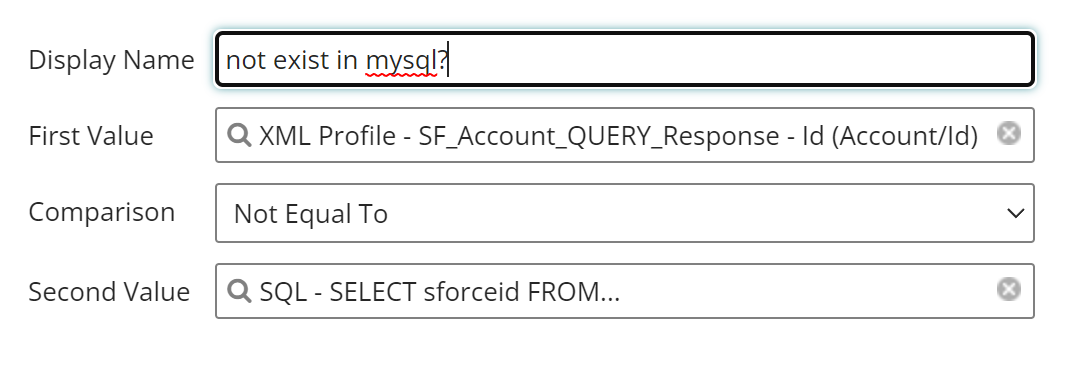 Display Name not exist in mysql?
First Value XML Profile - SF_Account_QUERY_Response - Id (Account/Id)
Comparison Not Equal To
Second Value SQL - SELECT sforceid FROM...